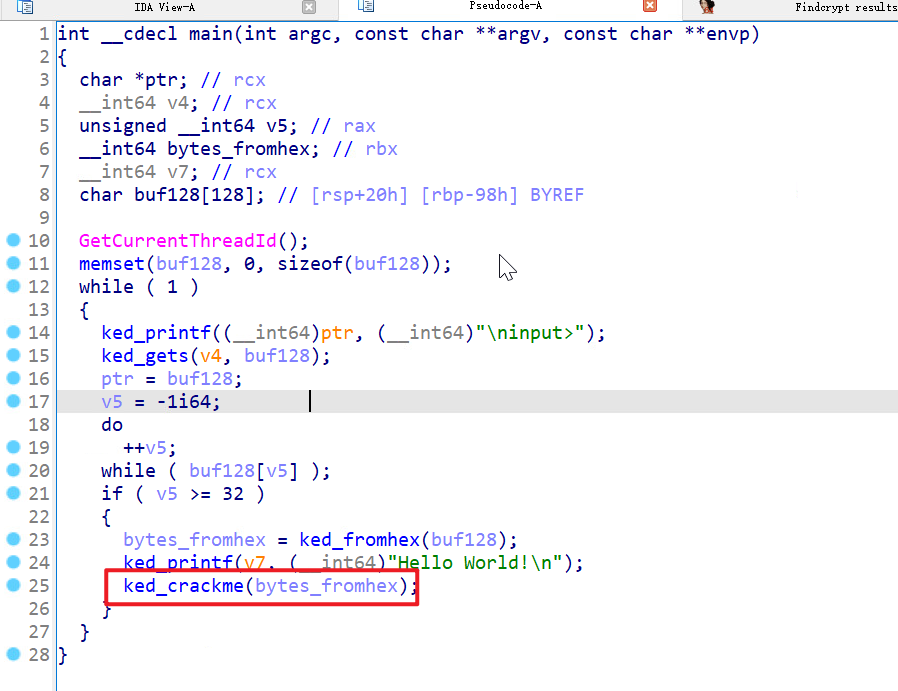 IDA View-A Pseudocode-A Findcrypt results
1 int __cdecl main(int argc, const char **argv, const char **envp)
2 {
3 char *ptr; // rcx
4 __int64 v4; // rcx
5 unsigned __int64 v5; // rax
6 __int64 bytes_fromhex; // rbx
7 __int64 v7; // rcx
8 char buf128[128]; // [rsp+20h] [rbp-98h] BYREF
9
10 GetCurrentThreadId();
11 memset(buf128, 0, sizeof(buf128));
12 while ( 1 )
13 {
14 ked_printf((__int64)ptr, (__int64)"\ninput>");
15 ked_gets(v4, buf128);
16 ptr = buf128;
17 v5 = -1i64;
18 do
19 ++v5;
20 while ( buf128[v5] );
21 if ( v5 >= 32 )
22 {
23 bytes_fromhex = ked_fromhex(buf128);
24 ked_printf(v7, (__int64)"Hello World!\n");
25 ked_crackme(bytes_fromhex);
26 }
27 }
28 }